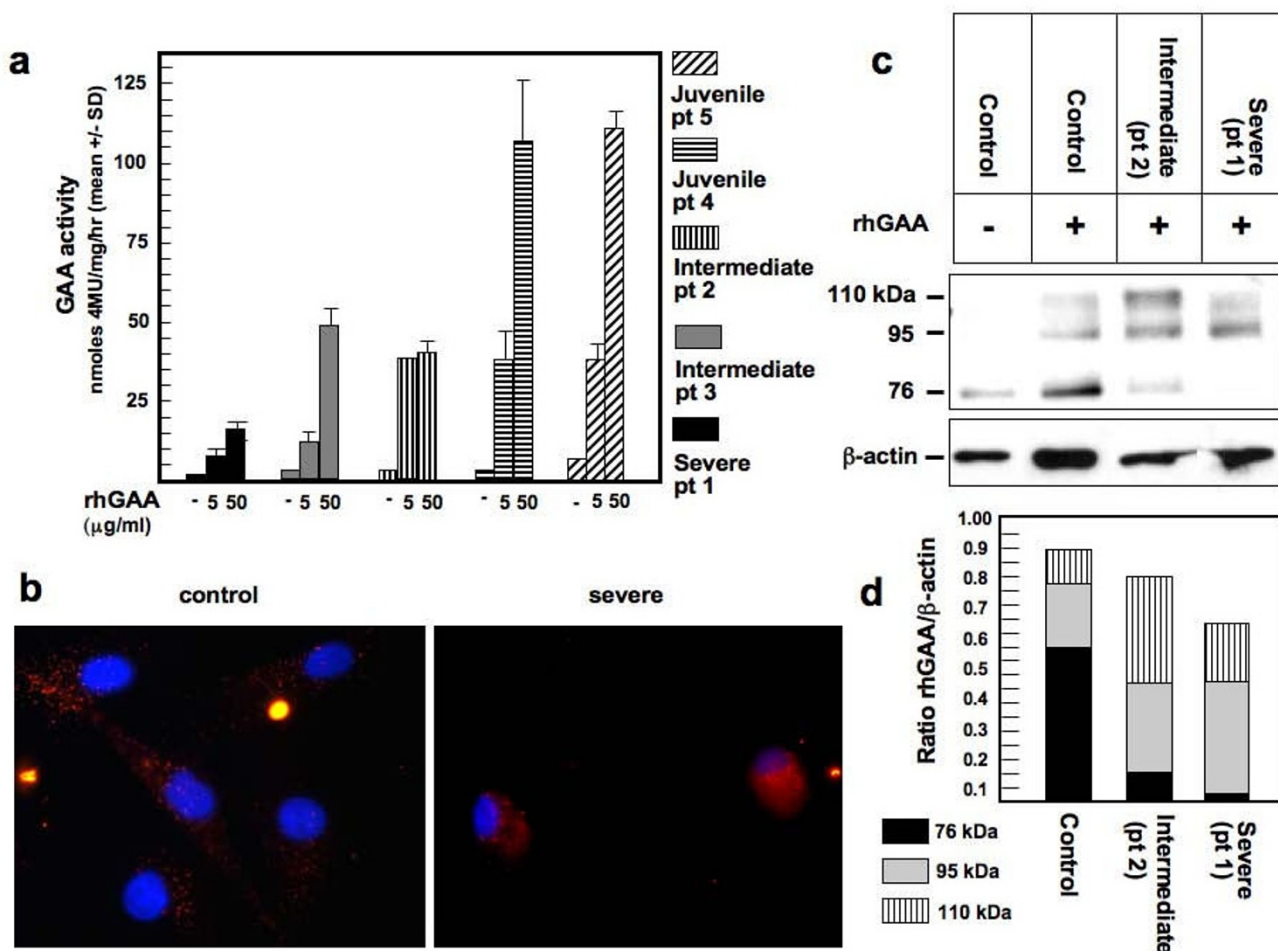 a
GAA activity
nmoles 4MU/mg/hr (mean +/- SD)
125
100
75
50
25
rhGAA
(μg/ml)
- 5 50
- 5 50
- 5 50
- 5 50
- 5 50
Juvenile
pt 5
Juvenile
pt 4
Intermediate
pt 2
Intermediate
pt 3
Severe
pt 1
b
control
severe
c
Control
Control
Intermediate
(pt 2)
Severe
(pt 1)
rhGAA
- + + +
110 kDa
95
76
β-actin
d
Ratio rhGAA/β-actin
1.00
0.9
0.8
0.7
0.6
0.5
0.4
0.3
0.2
0.1
Control
Intermediate
(pt 2)
Severe
(pt 1)
76 kDa
95 kDa
110 kDa